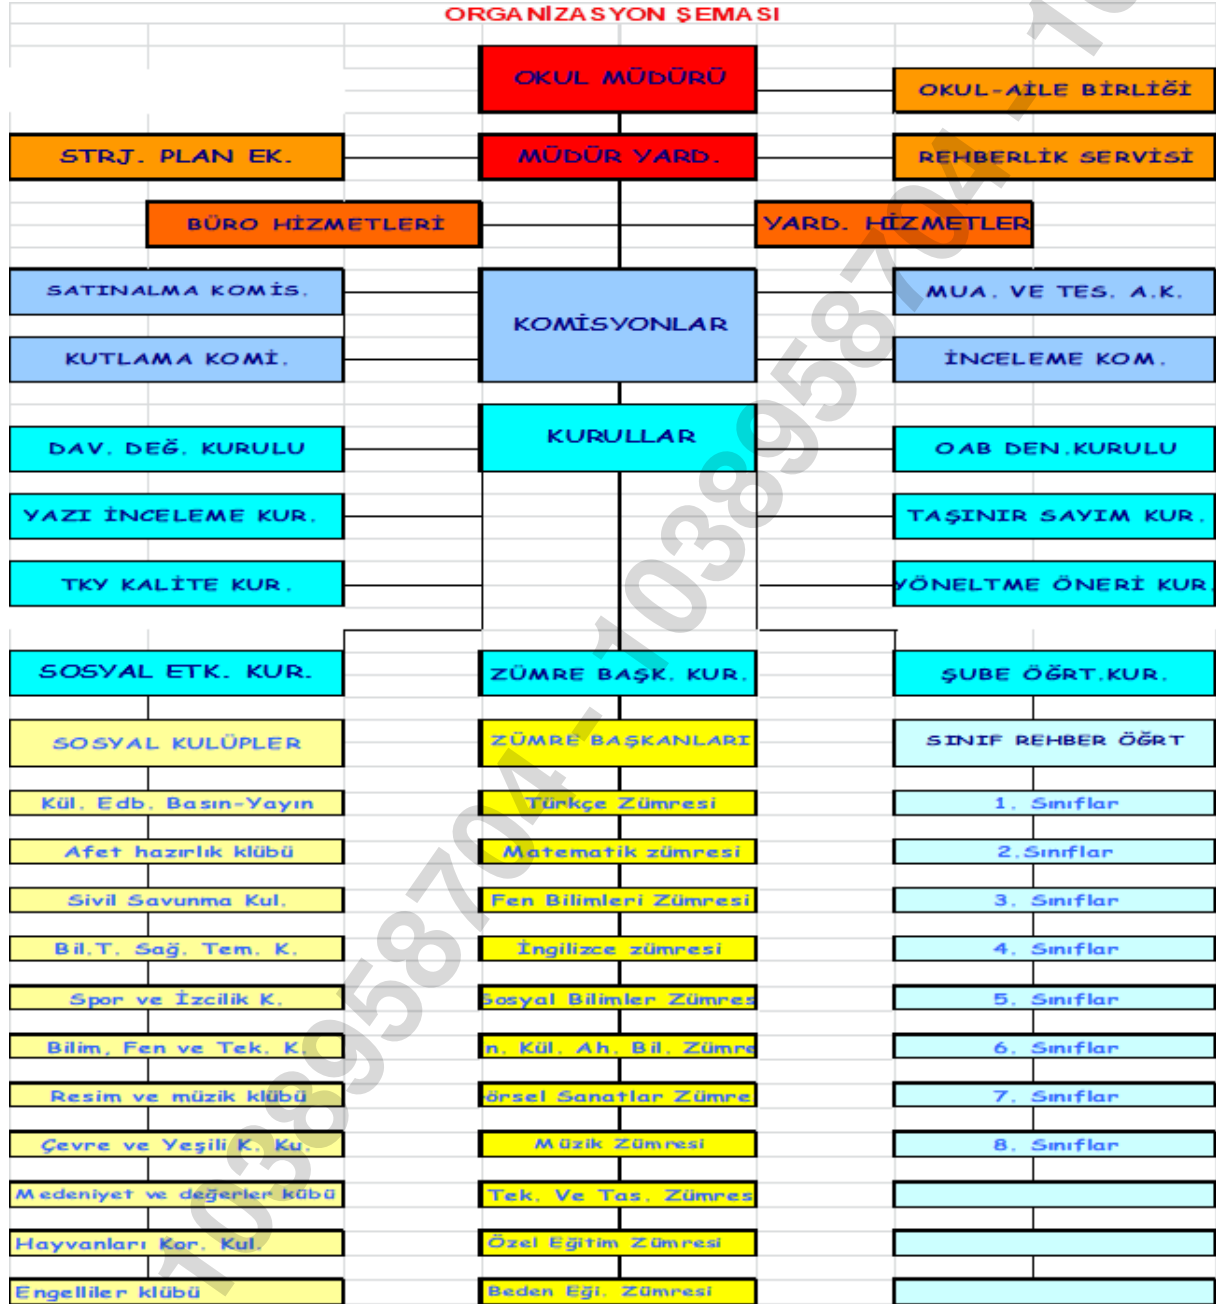 ORGANİZASYON ŞEMASI
OKUL MÜDÜRÜ
OKUL-AİLE BİRLİĞİ
STRJ. PLAN EK.
MÜDÜR YARD.
REHBERLİK SERVİSİ
BÜRO HİZMETLERİ
YARD. HİZMETLER
SATINALMA KOMİS.
KOMİSYONLAR
MUA. VE TES. A.K.
KUTLAMA KOMİ.
İNCELEME KOM.
DAV. DEĞ. KURULU
KURULLAR
OAB DEN.KURULU
YAZI İNCELEME KUR.
TAŞINIR SAYIM KUR.
TKY KALİTE KUR.
YÖNELTME ÖNERİ KUR.
SOSYAL ETK. KUR.
ZÜMRE BAŞK. KUR.
ŞUBE ÖĞRT.KUR.
SOSYAL KULÜPLER
ZÜMRE BAŞKANLARI
SINIF REHBER ÖĞRT
Kül. Edb. Basın-Yayın
Türkçe Zümresi
1. Sınıflar
Afet hazırlık klübü
Matematik zümresi
2.Sınıflar
Sivil Savunma Kul.
Fen Bilimleri Zümresi
3. Sınıflar
Bil.T. Sağ. Tem. K.
İngilizce zümresi
4. Sınıflar
Spor ve İzcilik K.
Sosyal Bilimler Zümres
5. Sınıflar
Bilim, Fen ve Tek. K.
n. Kül. Ah. Bil. Zümre
6. Sınıflar
Resim ve müzik klübü
örsel Sanatlar Zümre
7. Sınıflar
Çevre ve Yeşili K. Ku.
Müzik Zümresi
8. Sınıflar
Medeniyet ve değerler kübü
Tek. Ve Tas. Zümres
Hayvanları Kor. Kul.
Özel Eğitim Zümresi
Engelliler klübü
Beden Eği. Zümresi
1038958704 - 1038958704 - 10